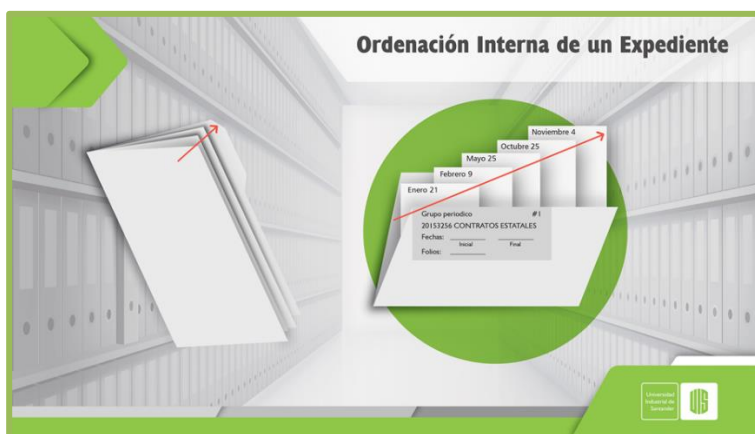 Ordenación Interna de un Expediente
Noviembre 4
Octubre 25
Mayo 25
Febrero 9
Enero 21
Grupo periodico #1
20153256 CONTRATOS ESTATALES
Fechas:
Inicial Final
Folios:
Universidad
Industrial de
Santander
UIS